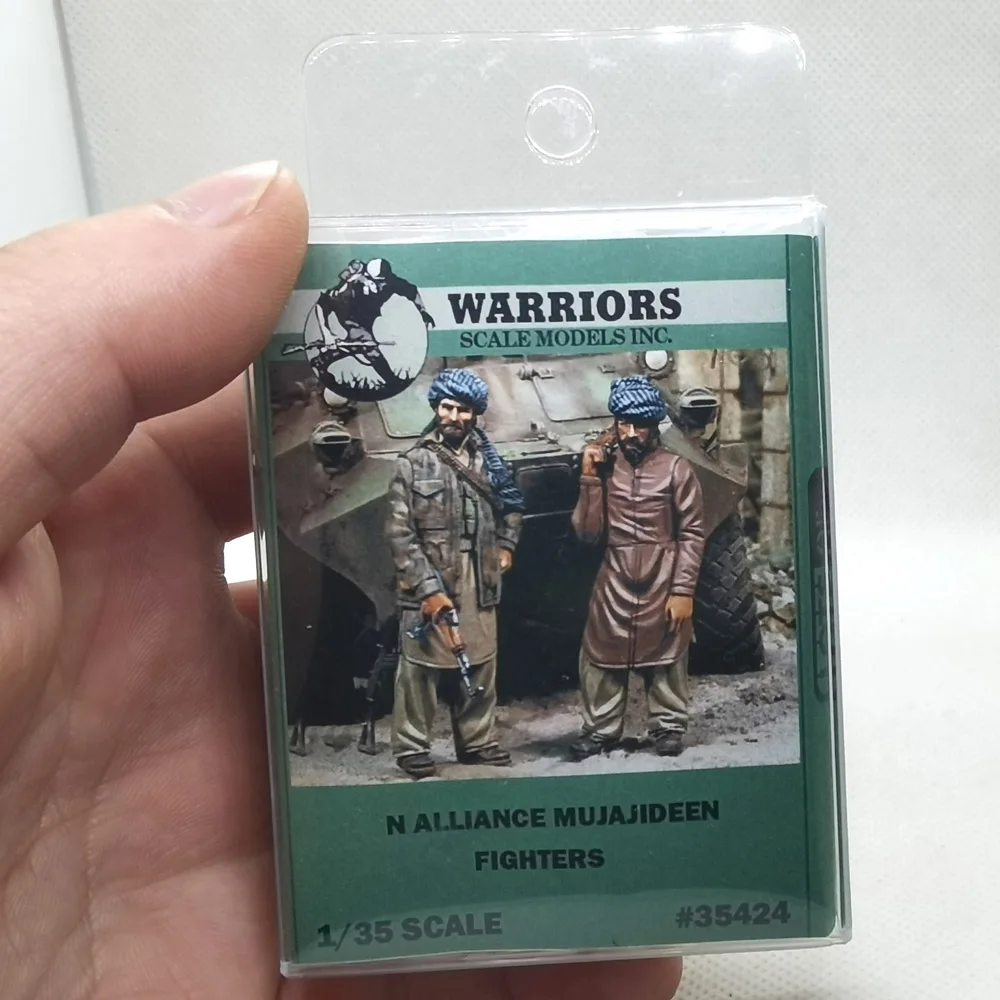 WARRIORS
SCALE MODELS INC.
N ALLIANCE MUJAJIDEEN
FIGHTERS
1/35 SCALE
#35424